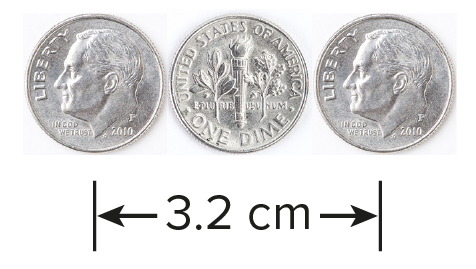 LIBERTY
IN GOD
WE TRUST
P
2010
UNITED STATES OF AMERICA
E PLURIBUS UNUM
ONE DIME
LIBERTY
IN GOD
WE TRUST
P
2010
3.2 cm